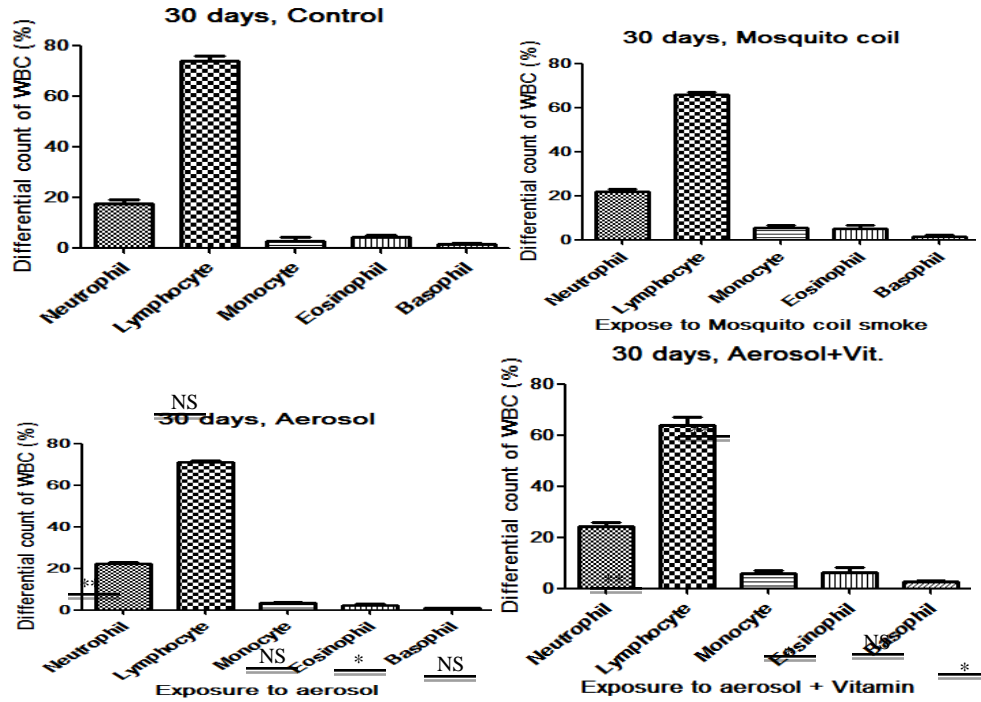 30 days, Control
Differential count of WBC (%)
80
60
40
20
0
Neutrophil
Lymphocyte
Monocyte
Eosinophil
Basophil
30 days, Mosquito coil
Differential count of WBC (%)
80
60
40
20
0
Neutrophil
Lymphocyte
Monocyte
Eosinophil
Basophil
Expose to Mosquito coil smoke
NS
30 days, Aerosol
Differential count of WBC (%)
80
60
40
20
0
**
Neutrophil
Lymphocyte
Monocyte
Eosinophil
Basophil
NS
*
NS
Exposure to aerosol
30 days, Aerosol+Vit.
Differential count of WBC (%)
80
60
40
20
0
**
Neutrophil
Lymphocyte
Monocyte
Eosinophil
Basophil
NS
*
Exposure to aerosol + Vitamin